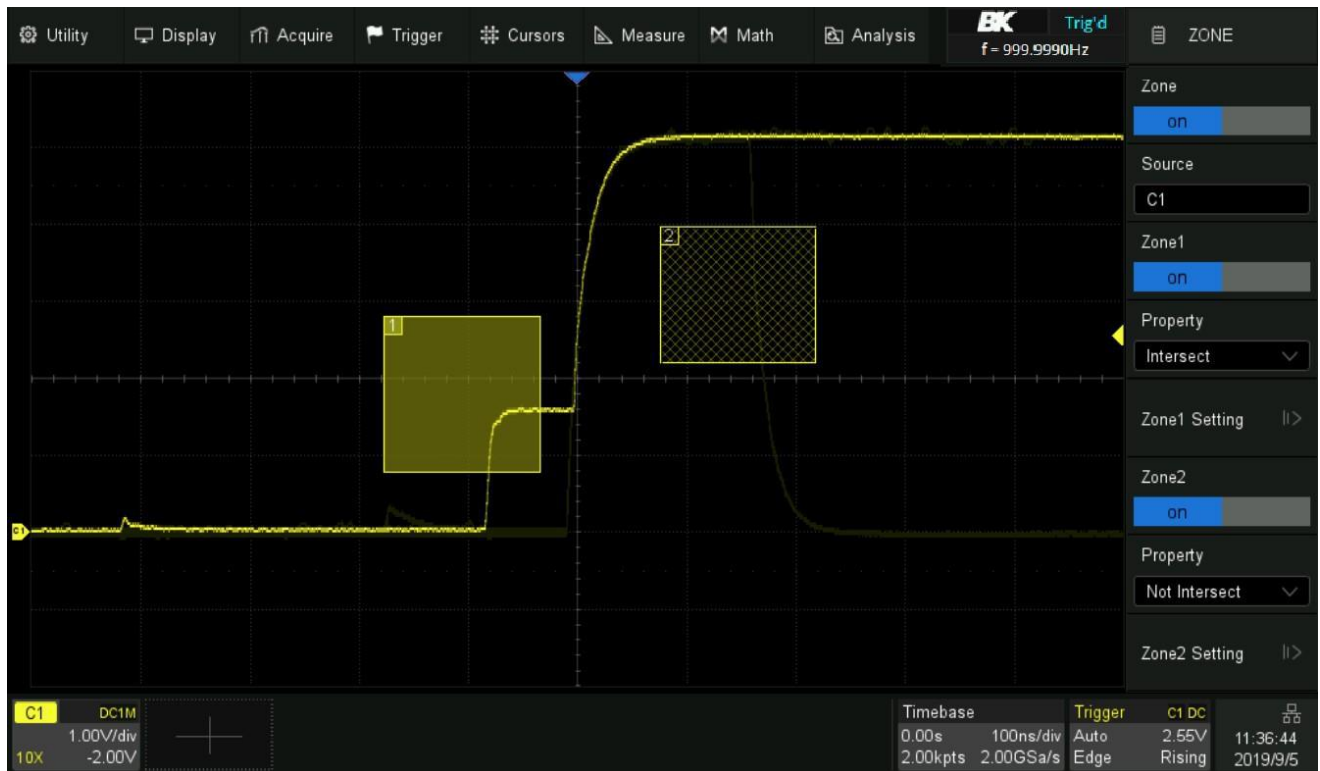 Utility Display Acquire Trigger Cursors Measure Math Analysis BK Trig'd ZONE
f = 999.9990Hz
Zone
on
Source
C1
Zone1
on
Property
Intersect
Zone1 Setting
Zone2
on
Property
Not Intersect
Zone2 Setting
2
1
C1
C1 DC1M
1.00V/div
10X -2.00V
Timebase
0.00s 100ns/div
2.00kpts 2.00GSa/s
Trigger C1 DC
Auto 2.55V
Edge Rising
11:36:44
2019/9/5